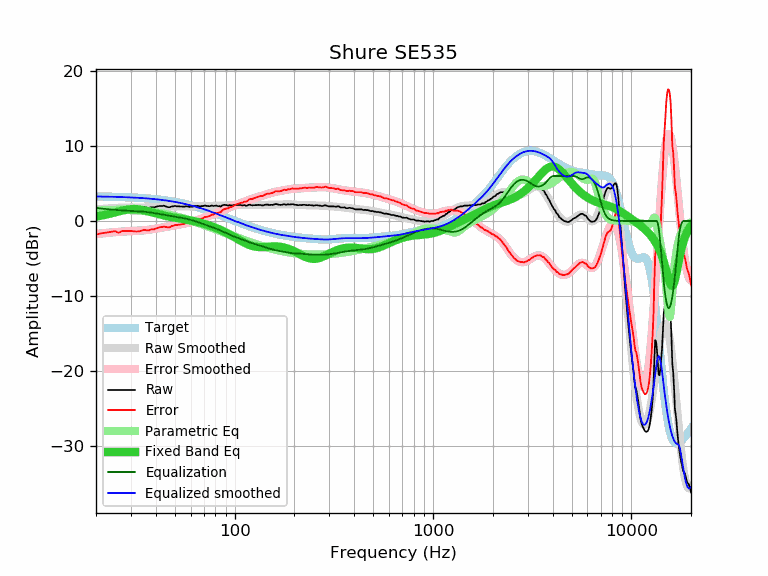 Shure SE535
20
10
0
−10
−20
−30
Amplitude (dBr)
Target
Raw Smoothed
Error Smoothed
Raw
Error
Parametric Eq
Fixed Band Eq
Equalization
Equalized smoothed
100
1000
10000
Frequency (Hz)